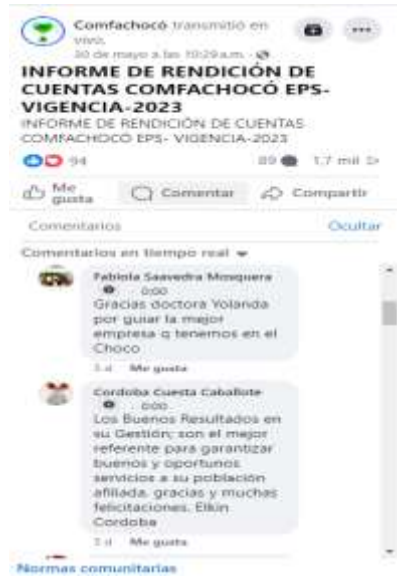 Comfachocó transmitió en
vivo.
30 de mayo a las 10:29 a.m. ·
INFORME DE RENDICIÓN DE
CUENTAS COMFACHOCÓ EPS-
VIGENCIA-2023
INFORME DE RENDICIÓN DE CUENTAS
COMFACHOCÓ EPS- VIGENCIA-2023
94 89 1,7 mil
Me gusta Comentar Compartir
Comentarios Ocultar
Comentarios en tiempo real
Fabiola Saavedra Mosquera
0:00
Gracias doctora Yolanda
por guiar la mejor
empresa q tenemos en el
Choco
3 d Me gusta
Cordoba Cuesta Caballote
0:00
Los Buenos Resultados en
su Gestión; son el mejor
referente para garantizar
buenos y oportunos
servicios a su población
afiliada. gracias y muchas
felicitaciones. Elkin
Cordoba
3 d Me gusta
Normas comunitarias